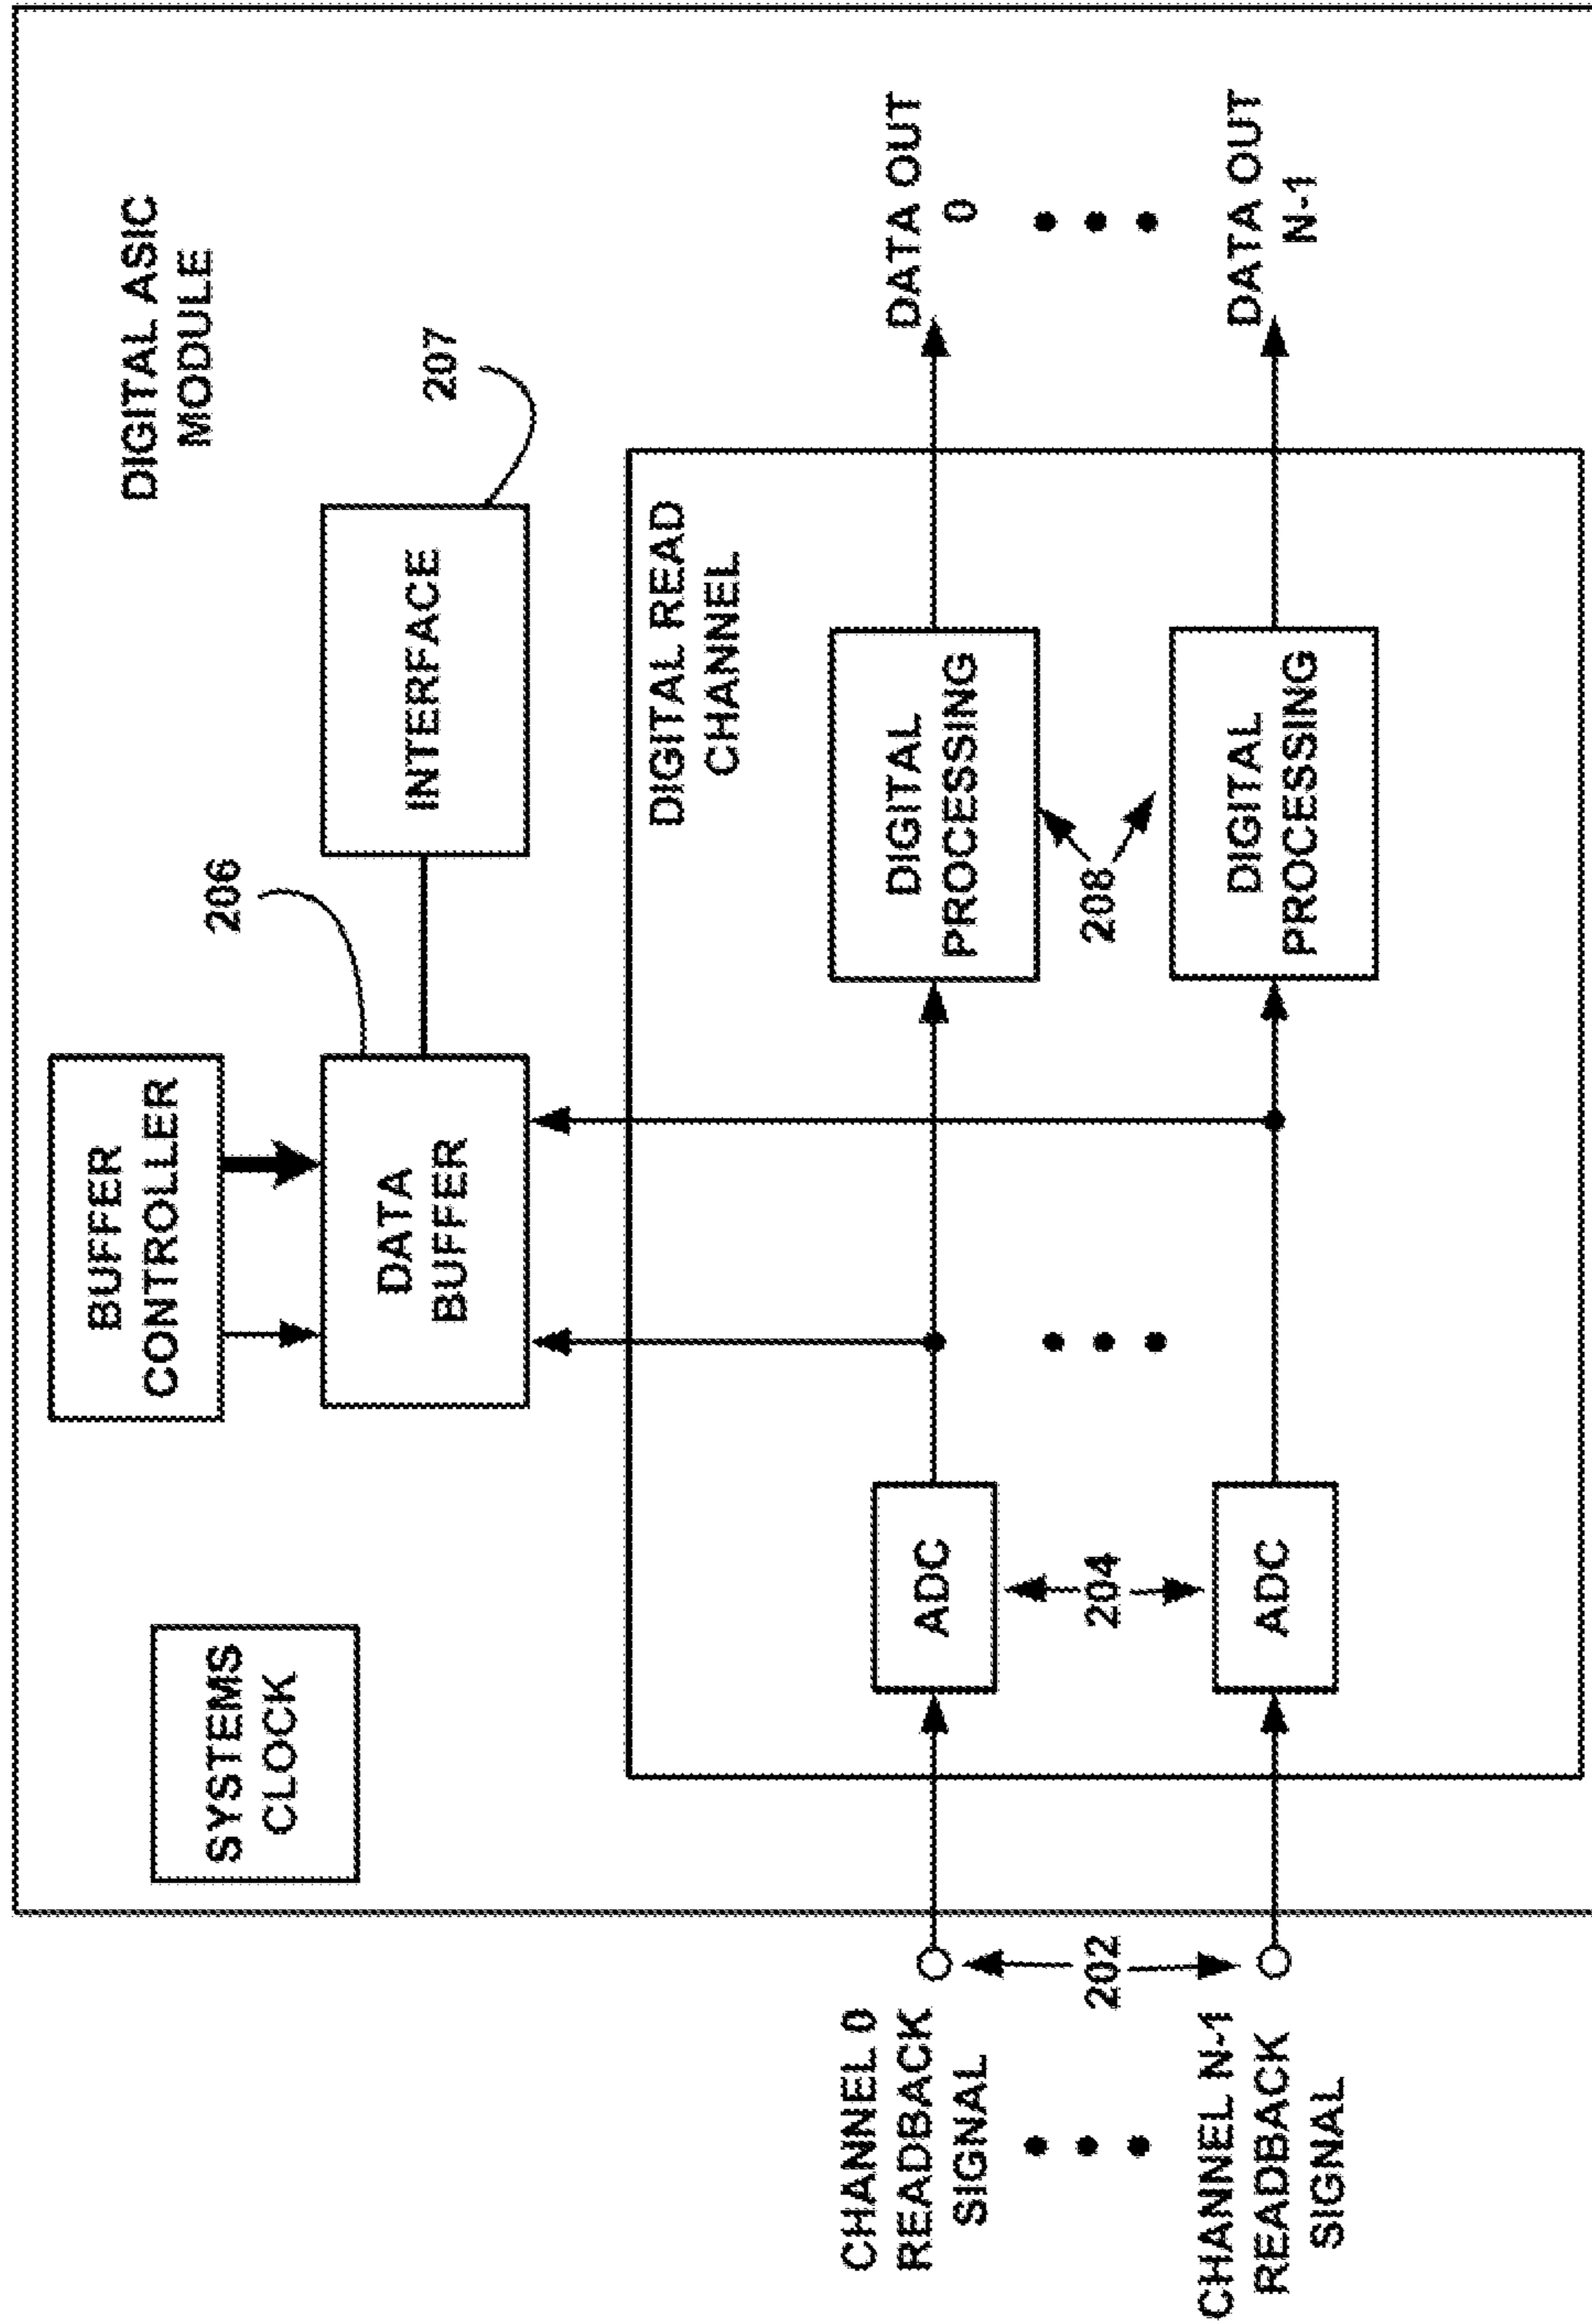 DIGITAL ASIC
MODULE
SYSTEMS
CLOCK
BUFFER
CONTROLLER
206
DATA
BUFFER
INTERFACE
207
DIGITAL READ
CHANNEL
CHANNEL 0
READBACK
SIGNAL
202
CHANNEL N-1
READBACK
SIGNAL
ADC
204
ADC
DIGITAL
PROCESSING
208
DIGITAL
PROCESSING
DATA OUT
0
DATA OUT
N-1